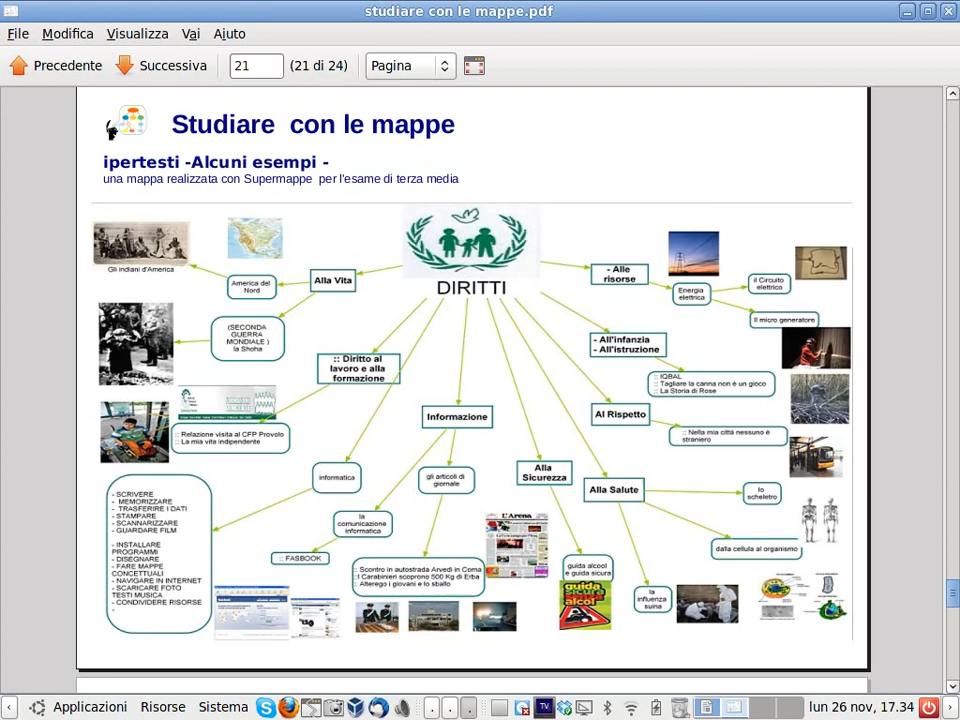 studiare con le mappe.pdf
File Modifica Visualizza Vai Aiuto
Precedente Successiva 21 (21 di 24) Pagina
Studiare con le mappe
ipertesti -Alcuni esempi -
una mappa realizzata con Supermappe per l'esame di terza media
DIRITTI
Gli indiani d'America
America del
Nord
Alla Vita
(SECONDA
GUERRA
MONDIALE )
la Shoha
:: Diritto al
lavoro e alla
formazione
:: Relazione visita al CFP Provolo
:: La mia vita indipendente
informatica
- SCRIVERE
- MEMORIZZARE
- TRASFERIRE I DATI
- STAMPARE
- SCANNARIZZARE
- GUARDARE FILM
- INSTALLARE
PROGRAMMI
- DISEGNARE
- FARE MAPPE
CONCETTUALI
- NAVIGARE IN INTERNET
- SCARICARE FOTO
TESTI MUSICA
- CONDIVIDERE RISORSE
-
Informazione
la
comunicazione
informatica
:: FASBOOK
gli articoli di
giornale
:: Scontro in autostrada Arvedi in Coma
:: I Carabinieri scoprono 500 Kg di Erba
:: Alterego i giovani e lo sballo
L'Arena
Alla
Sicurezza
guida alcool
e guida sicura
guida
sicura
alcol
Alla Salute
la
influenza
suina
lo
scheletro
dalla cellula al organismo
Al Rispetto
:: Nella mia città nessuno è
straniero
- All'infanzia
- All'istruzione
:: IQBAL
:: Tagliare la canna non è un gioco
:: La Storia di Rose
- Alle
risorse
Energia
elettrica
il Circuito
elettrico
Il micro generatore
Applicazioni Risorse Sistema TV lun 26 nov, 17.34